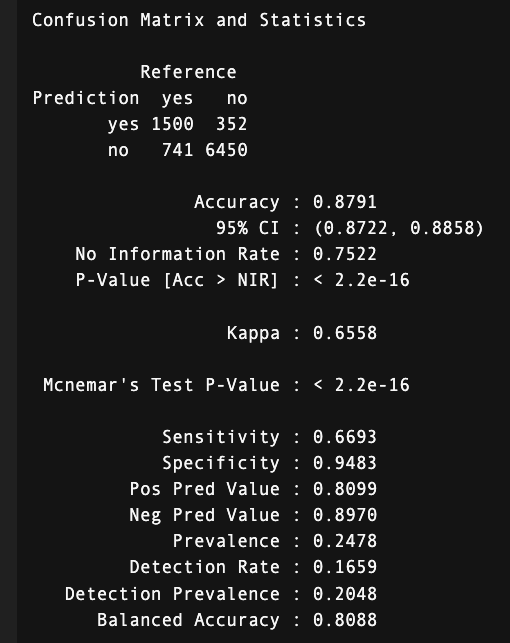 Confusion Matrix and Statistics
Reference
Prediction yes no
yes 1500 352
no 741 6450
Accuracy : 0.8791
95% CI : (0.8722, 0.8858)
No Information Rate : 0.7522
P-Value [Acc > NIR] : < 2.2e-16
Kappa : 0.6558
Mcnemar's Test P-Value : < 2.2e-16
Sensitivity : 0.6693
Specificity : 0.9483
Pos Pred Value : 0.8099
Neg Pred Value : 0.8970
Prevalence : 0.2478
Detection Rate : 0.1659
Detection Prevalence : 0.2048
Balanced Accuracy : 0.8088